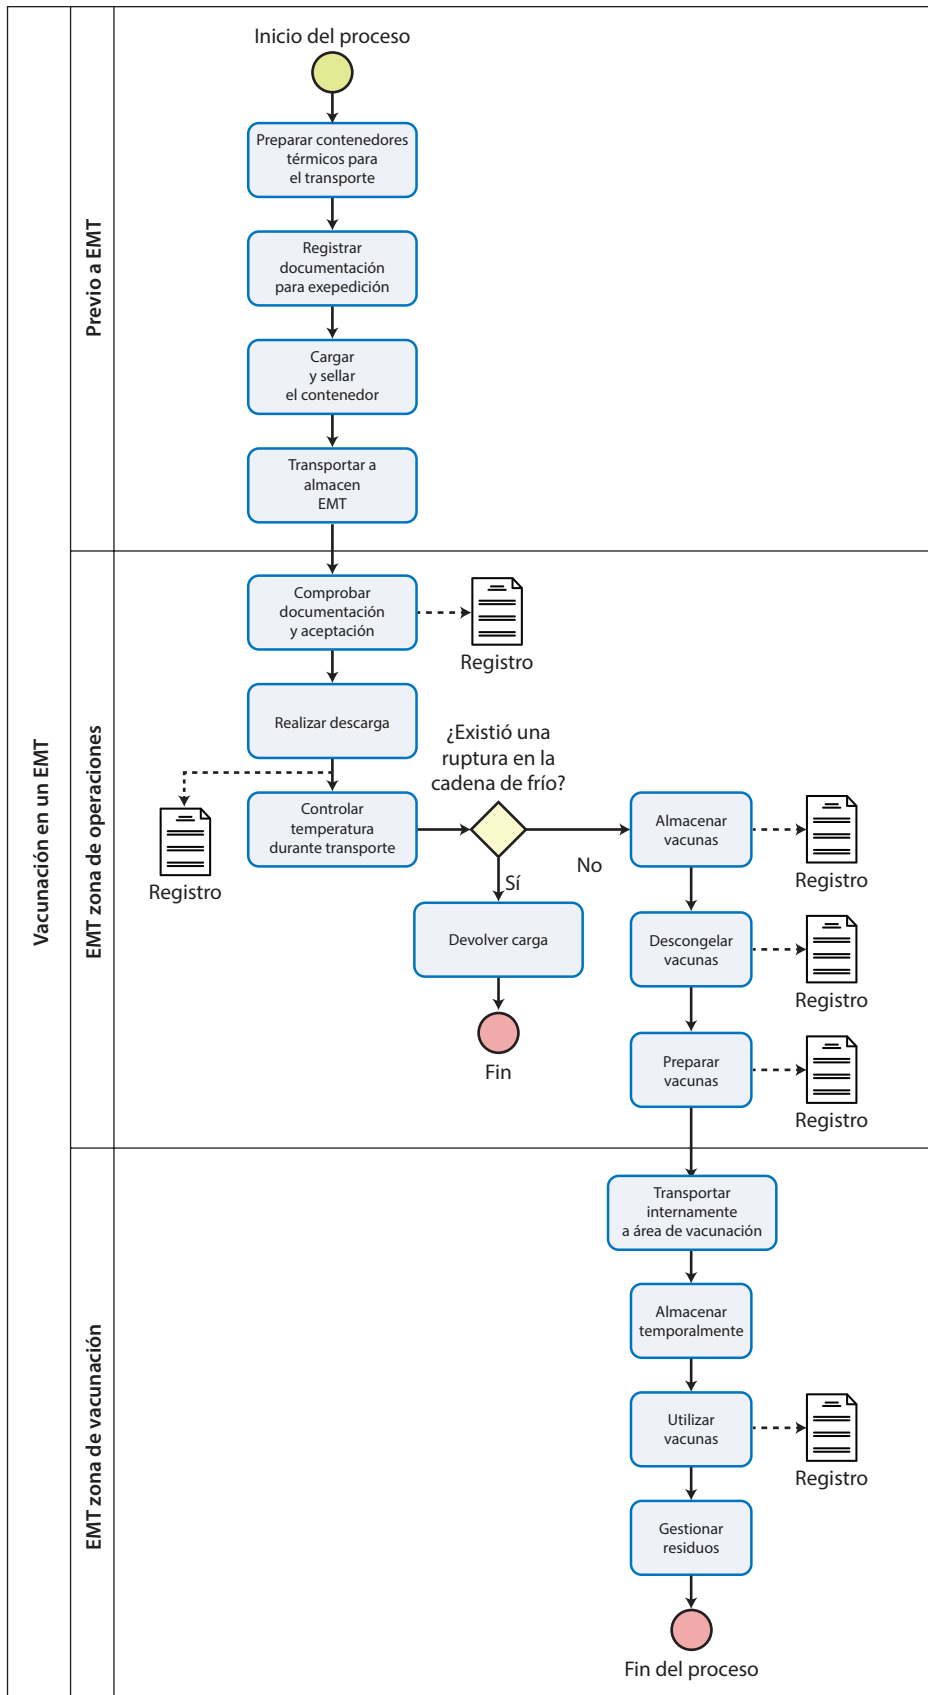 Vacunación en un EMT
Previo a EMT
Inicio del proceso
Preparar contenedores
térmicos para
el transporte
Registrar
documentación
para exepedición
Cargar
y sellar
el contenedor
Transportar a
almacen
EMT
EMT zona de operaciones
Comprobar
documentación
y aceptación
Registro
Realizar descarga
Registro
Controlar
temperatura
durante transporte
¿Existió una
ruptura en la
cadena de frío?
Sí
No
Devolver carga
Fin
Almacenar
vacunas
Registro
Descongelar
vacunas
Registro
Preparar
vacunas
Registro
EMT zona de vacunación
Transportar
internamente
a área de vacunación
Almacenar
temporalmente
Utilizar
vacunas
Registro
Gestionar
residuos
Fin del proceso